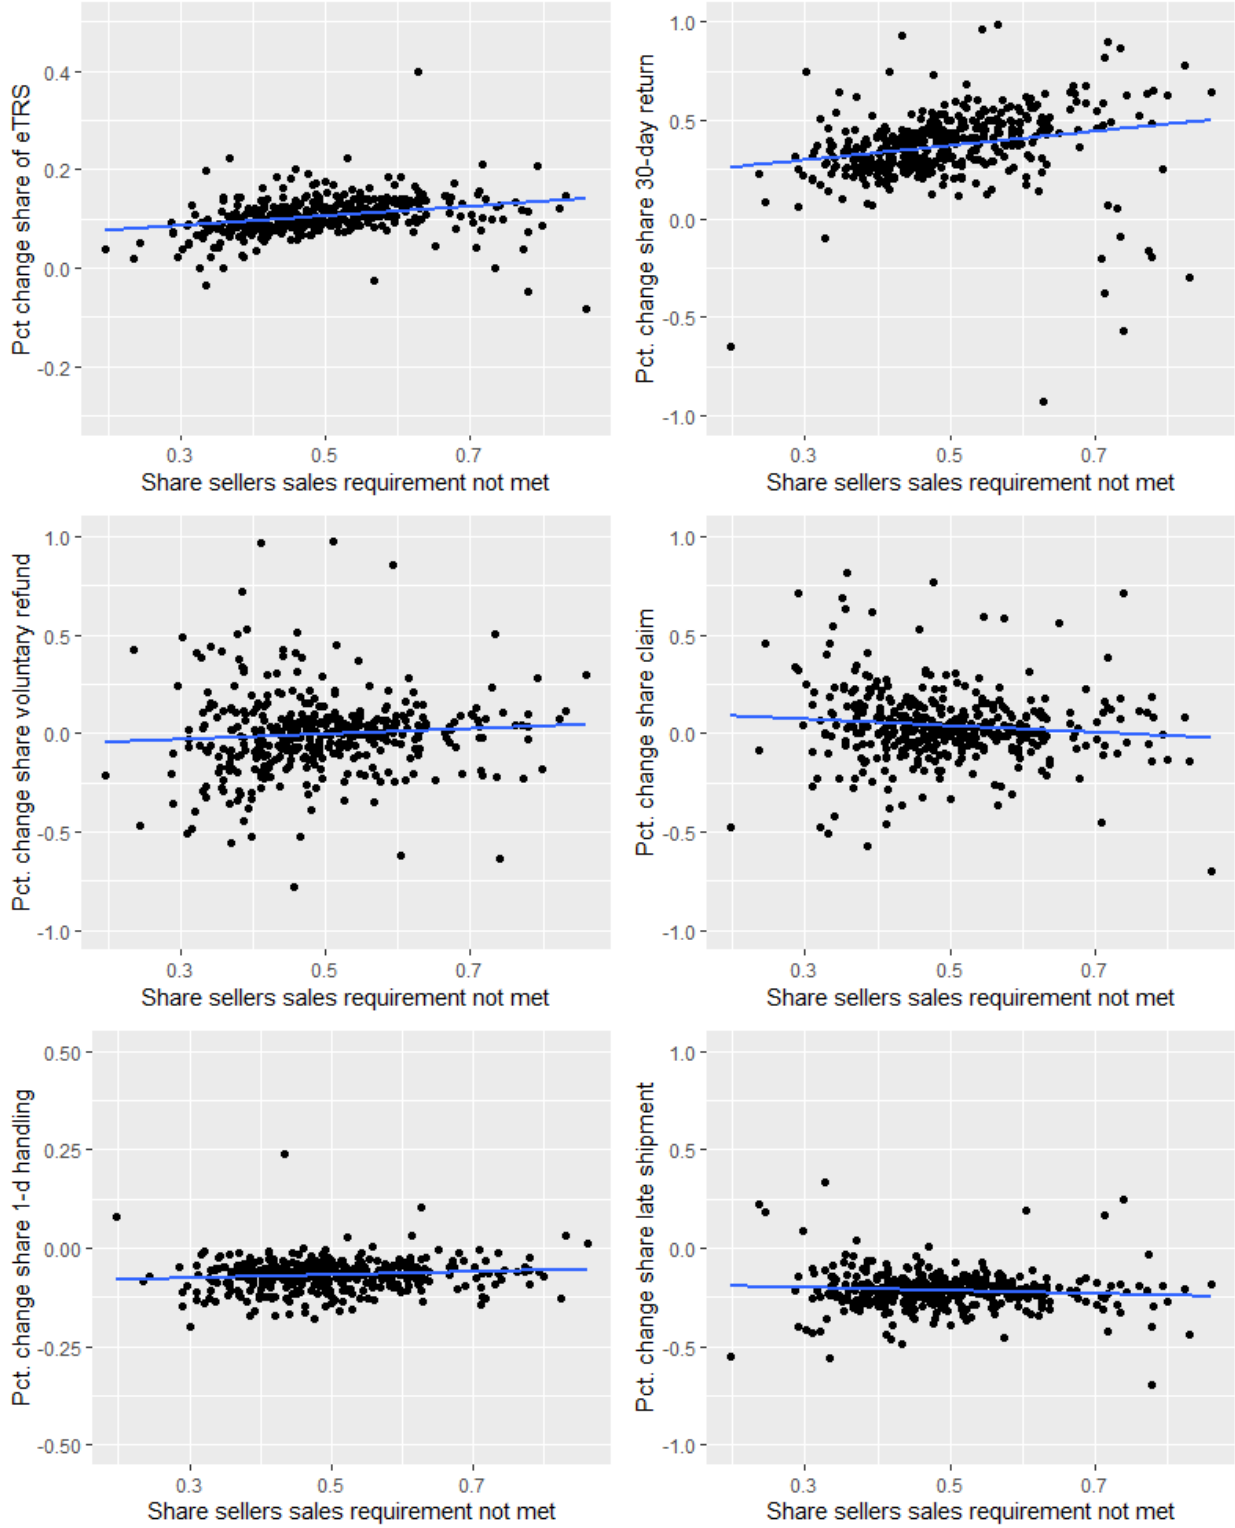 Pct change share of eTRS
0.4
0.2
0.0
-0.2
0.3 0.5 0.7
Share sellers sales requirement not met
Pct. change share 30-day return
1.0
0.5
0.0
-0.5
-1.0
0.3 0.5 0.7
Share sellers sales requirement not met
Pct. change share voluntary refund
1.0
0.5
0.0
-0.5
-1.0
0.3 0.5 0.7
Share sellers sales requirement not met
Pct. change share claim
1.0
0.5
0.0
-0.5
-1.0
0.3 0.5 0.7
Share sellers sales requirement not met
Pct. change share 1-d handling
0.50
0.25
0.00
-0.25
-0.50
0.3 0.5 0.7
Share sellers sales requirement not met
Pct. change share late shipment
1.0
0.5
0.0
-0.5
-1.0
0.3 0.5 0.7
Share sellers sales requirement not met